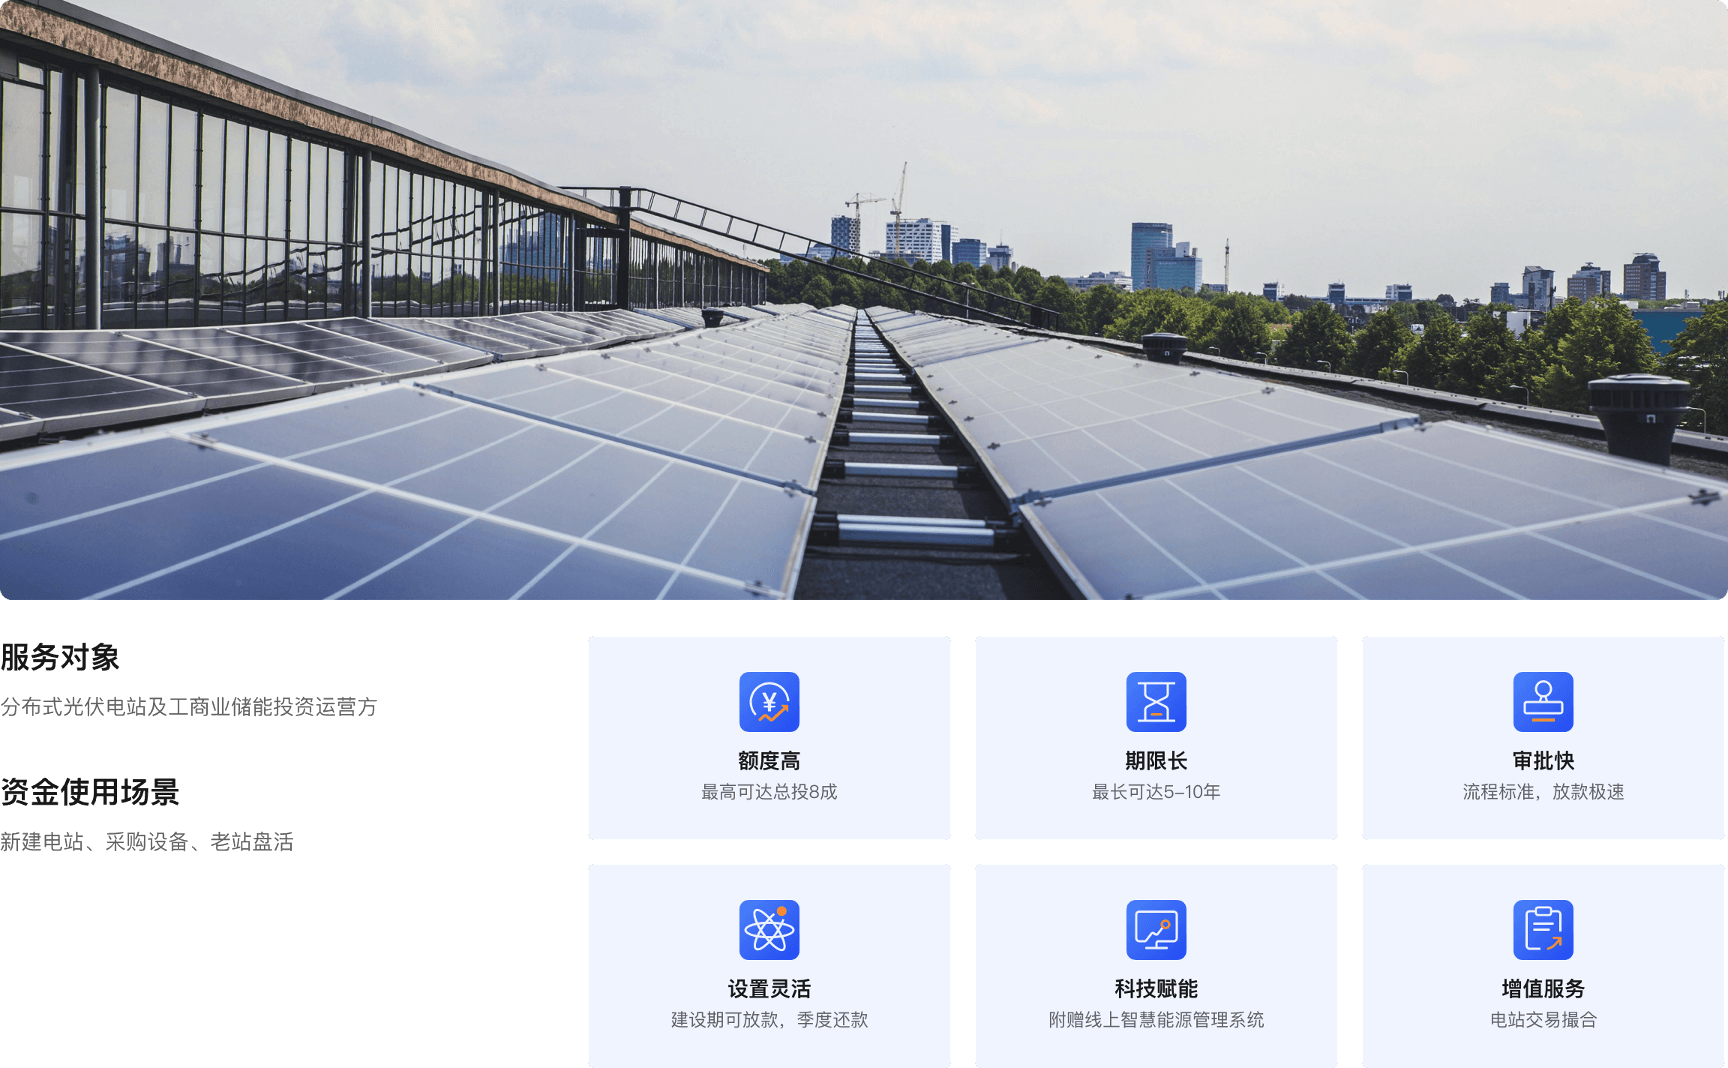 服务对象
分布式光伏电站及工商业储能投资运营方
资金使用场景
新建电站、采购设备、老站盘活
额度高
最高可达总投8成
期限长
最长可达5-10年
审批快
流程标准，放款极速
设置灵活
建设期可放款，季度还款
科技赋能
附赠线上智慧能源管理系统
增值服务
电站交易撮合